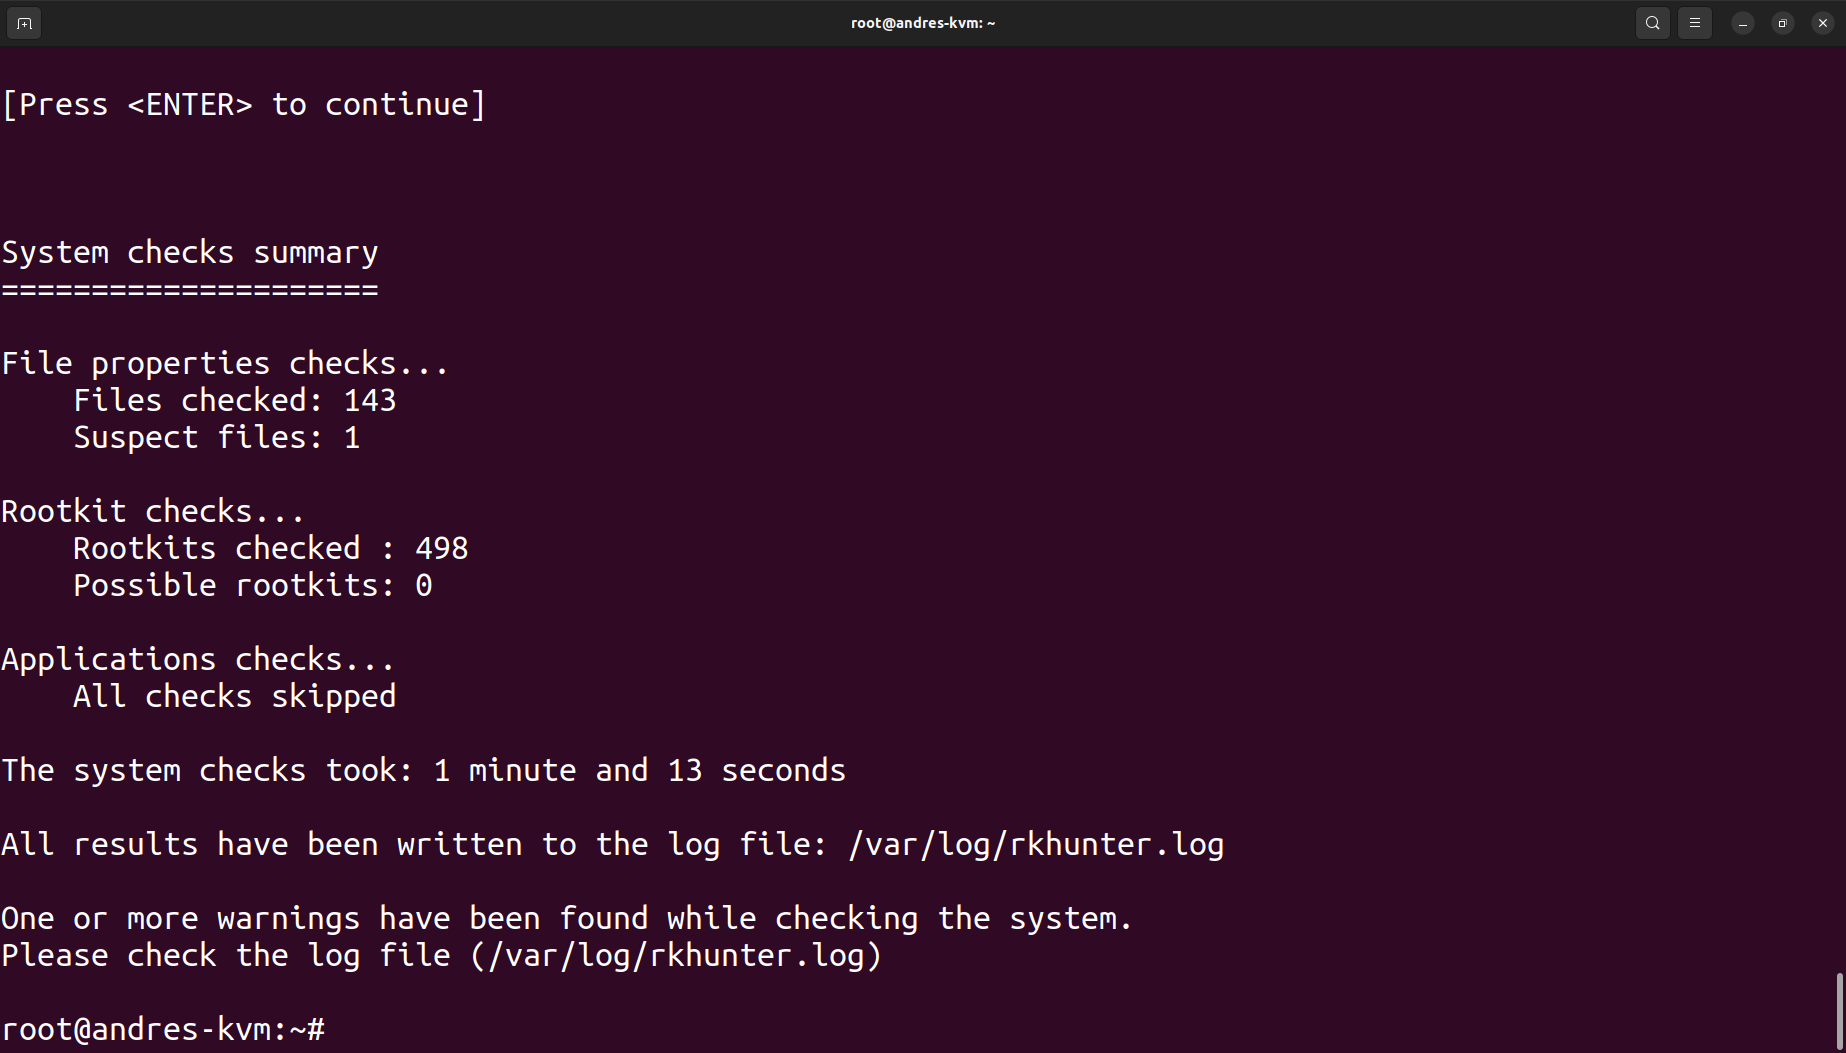 root@andres-kvm: ~
[Press <ENTER> to continue]
System checks summary
=====================
File properties checks...
Files checked: 143
Suspect files: 1
Rootkit checks...
Rootkits checked : 498
Possible rootkits: 0
Applications checks...
All checks skipped
The system checks took: 1 minute and 13 seconds
All results have been written to the log file: /var/log/rkhunter.log
One or more warnings have been found while checking the system.
Please check the log file (/var/log/rkhunter.log)
root@andres-kvm:~#